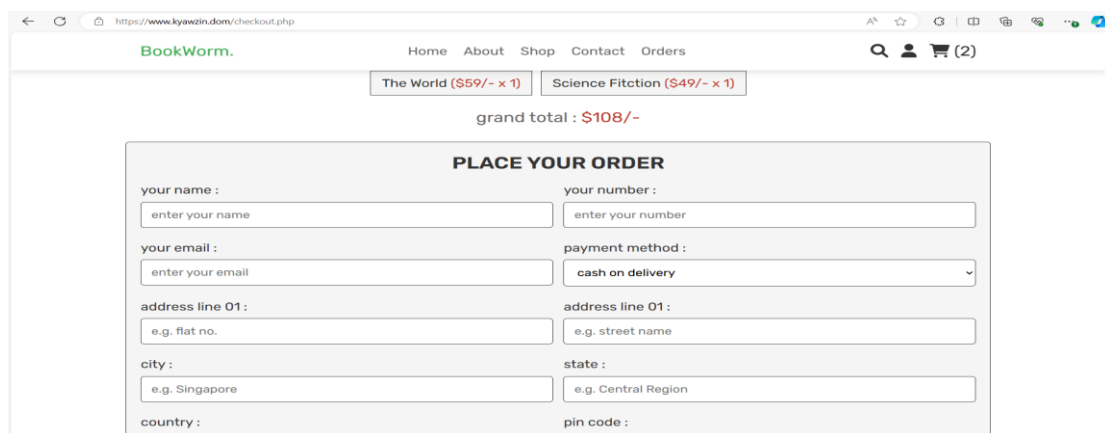 https://www.kyawzin.dom/checkout.php
BookWorm. Home About Shop Contact Orders (2)
The World ($59/- x 1) Science Fitction ($49/- x 1)
grand total : $108/-
PLACE YOUR ORDER
your name : your number :
enter your name enter your number
your email : payment method :
enter your email cash on delivery
address line 01 : address line 01 :
e.g. flat no. e.g. street name
city : state :
e.g. Singapore e.g. Central Region
country : pin code :